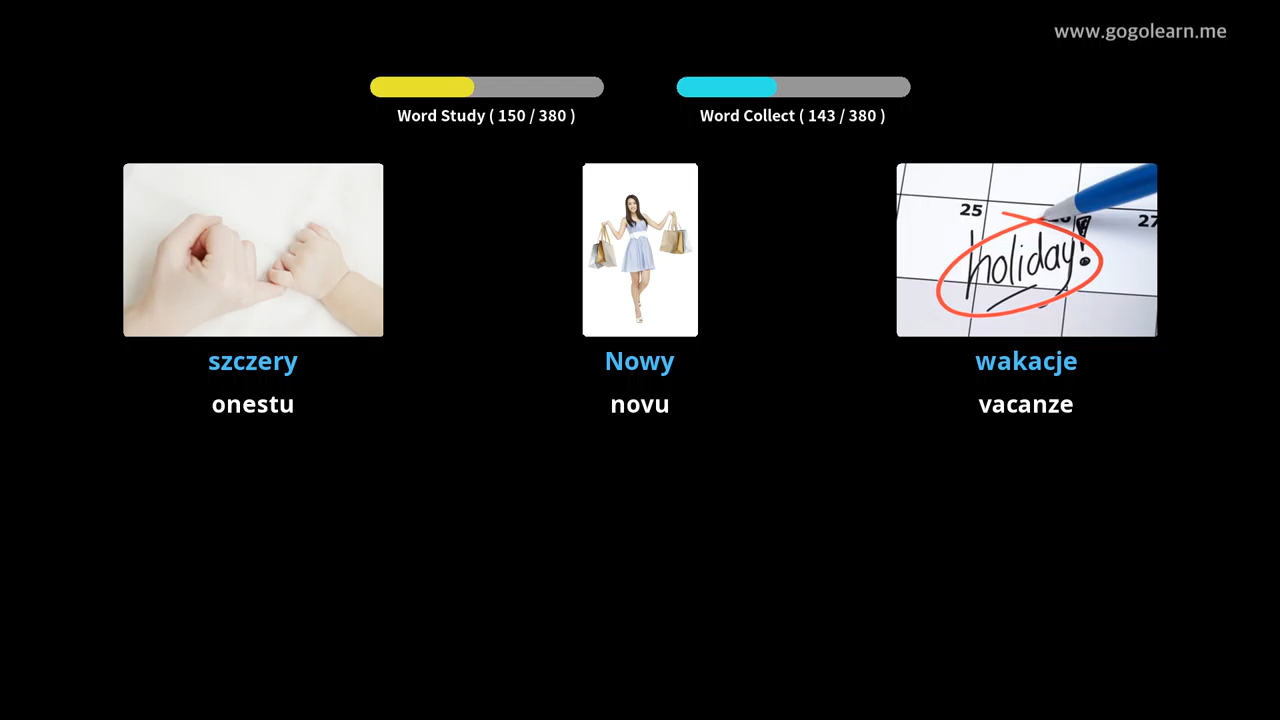 www.gogolearn.me
Word Study ( 150 / 380 )
Word Collect ( 143 / 380 )
25
27
holiday!
szczery
Nowy
wakacje
onestu
novu
vacanze